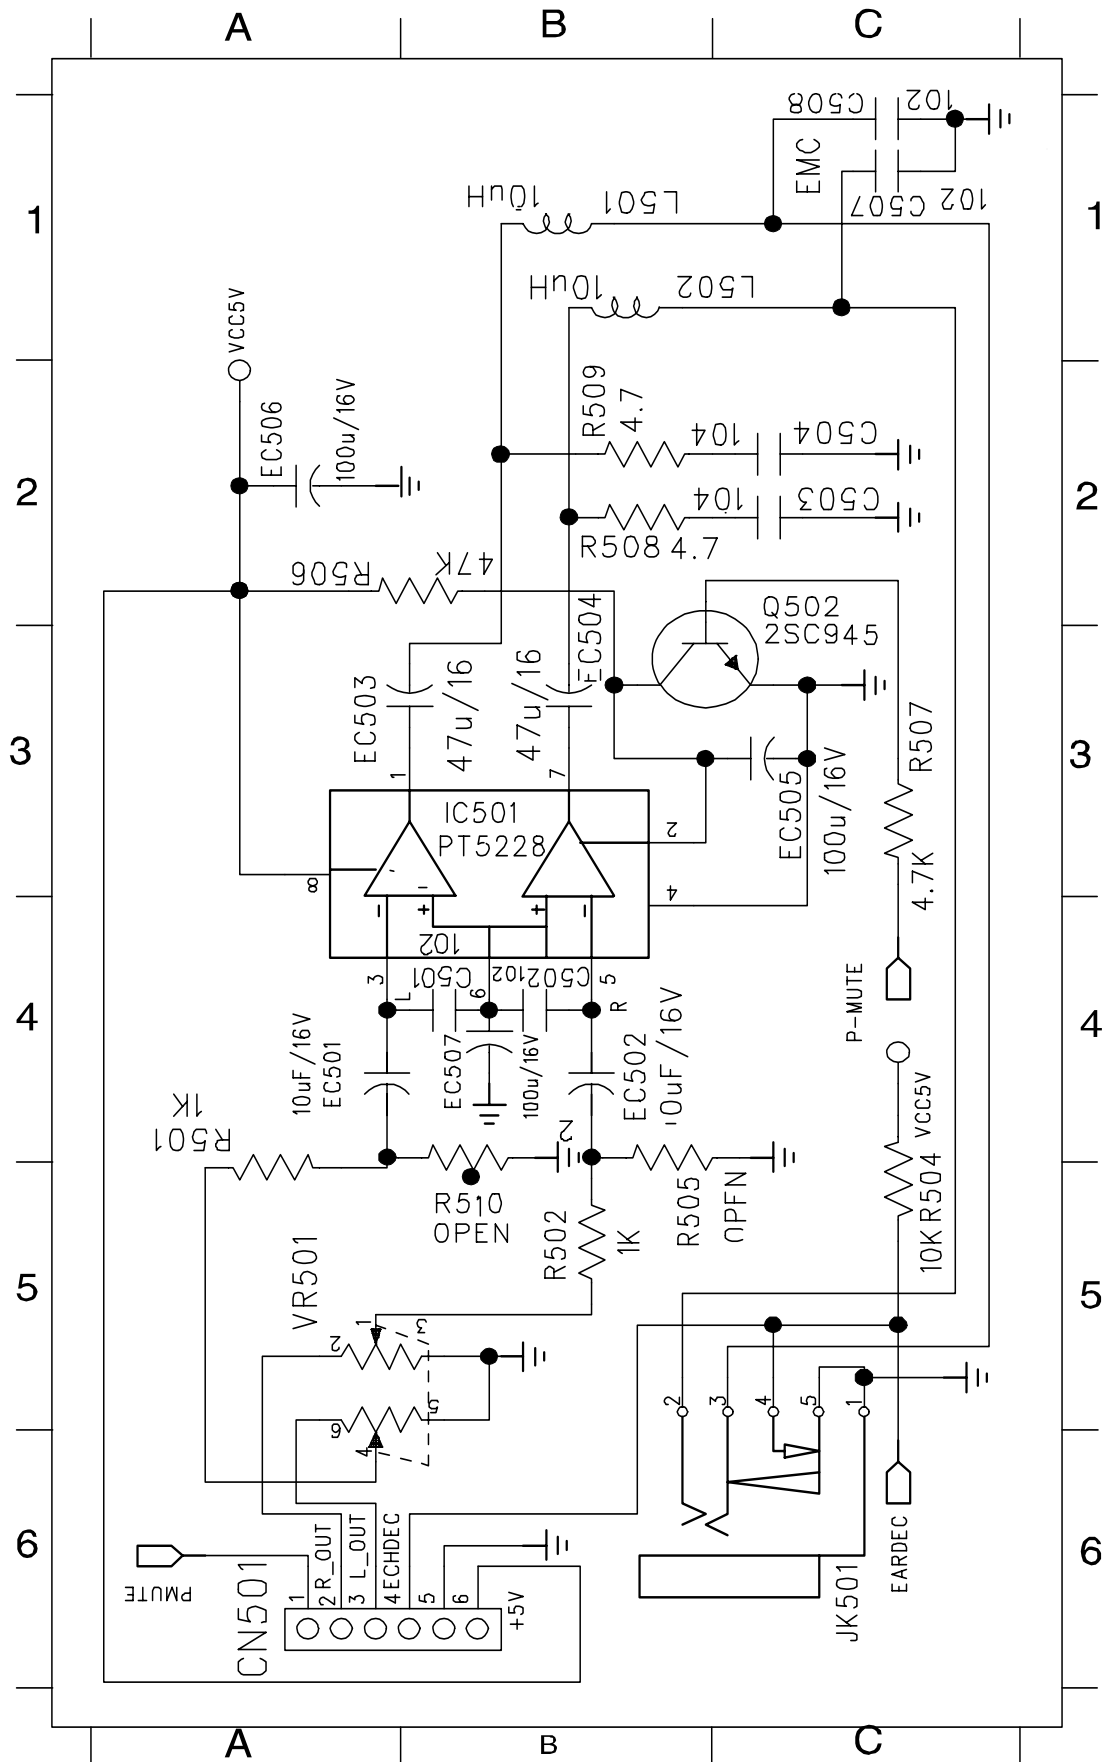 A
B
C
C508
102
EMC
C507
102
1
1
10uH
L501
10uH
L502
VCC5V
EC506
100u/16V
R509
4.7
104
C504
2
2
104
C503
R508 4.7
R506
47K
EC504
Q502
2SC945
EC503
47u/16
47u/16
R507
3
3
1
7
EC505
100u/16V
IC501
PT5228
2
8
4
4.7K
-
+
+
-
102
3
C501
6
102
C502
5
L
R
P-MUTE
4
4
10uF/16V
EC501
EC507
100u/16V
EC502
10uF/16V
VCC5V
1K
R501
2
R510
OPEN
R502
1K
R505
OPFN
10K R504
VR501
5
5
2
1
3
6
4
5
2
3
4
5
1
6
6
PMUTE
CN501
1
2 R_OUT
3 L_OUT
4 ECHDEC
5
6
+5V
JK501
EARDEC
A
B
C